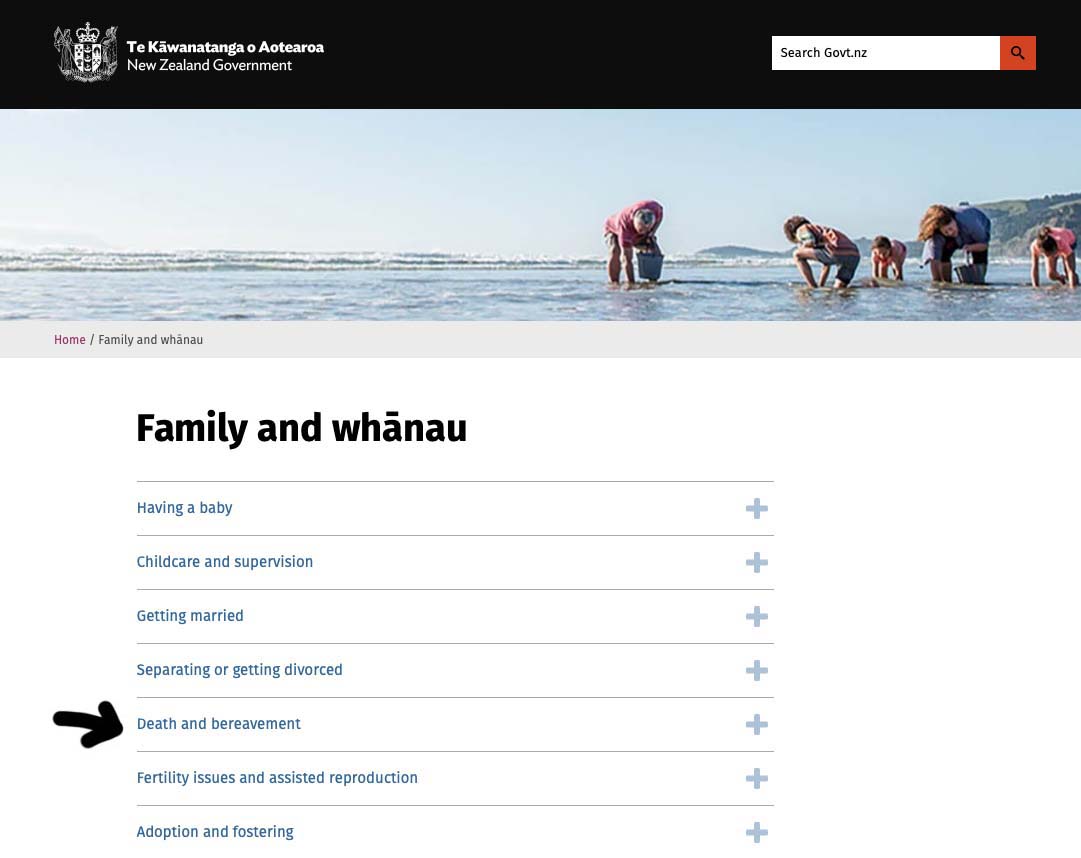 Te Kāwanatanga o Aotearoa
New Zealand Government
Search Govt.nz
Home / Family and whānau
Family and whānau
Having a baby
Childcare and supervision
Getting married
Separating or getting divorced
Death and bereavement
Fertility issues and assisted reproduction
Adoption and fostering